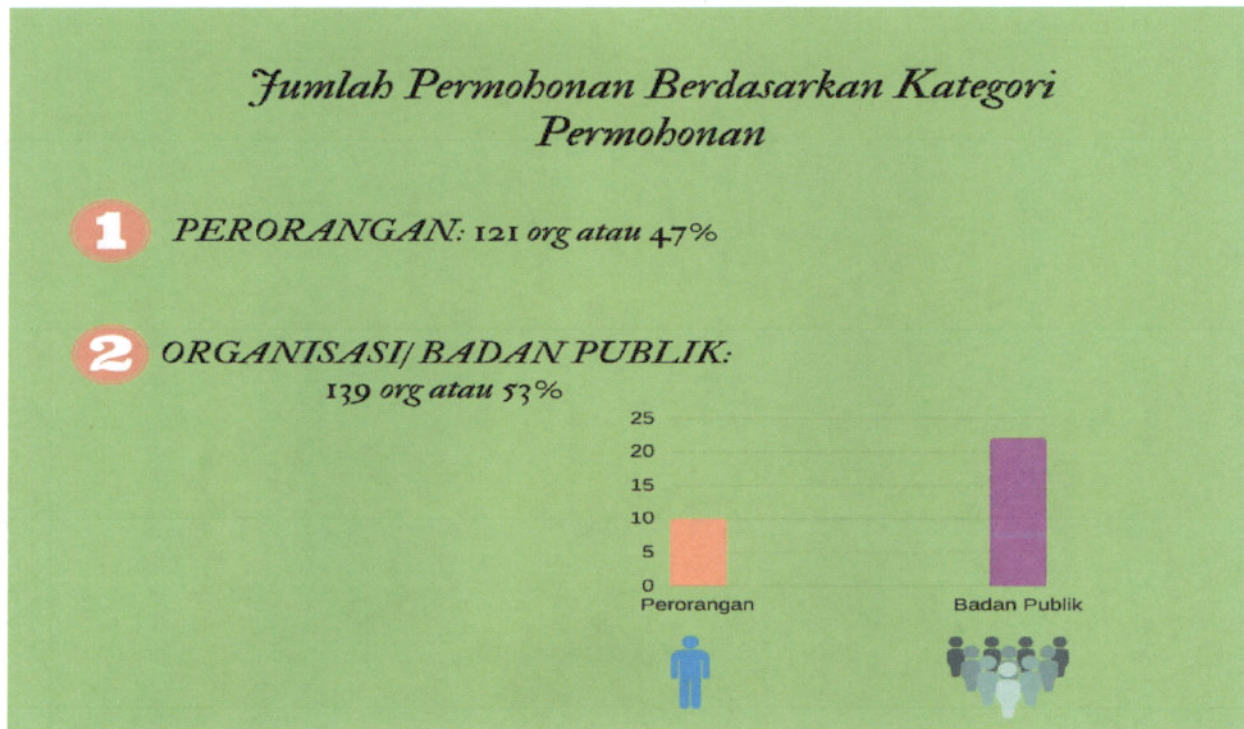 Jumlah Permohonan Berdasarkan Kategori
Permohonan
1 PERORANGAN: 121 org atau 47%
2 ORGANISASI/ BADAN PUBLIK:
139 org atau 53%
25
20
15
10
5
0
Perorangan Badan Publik